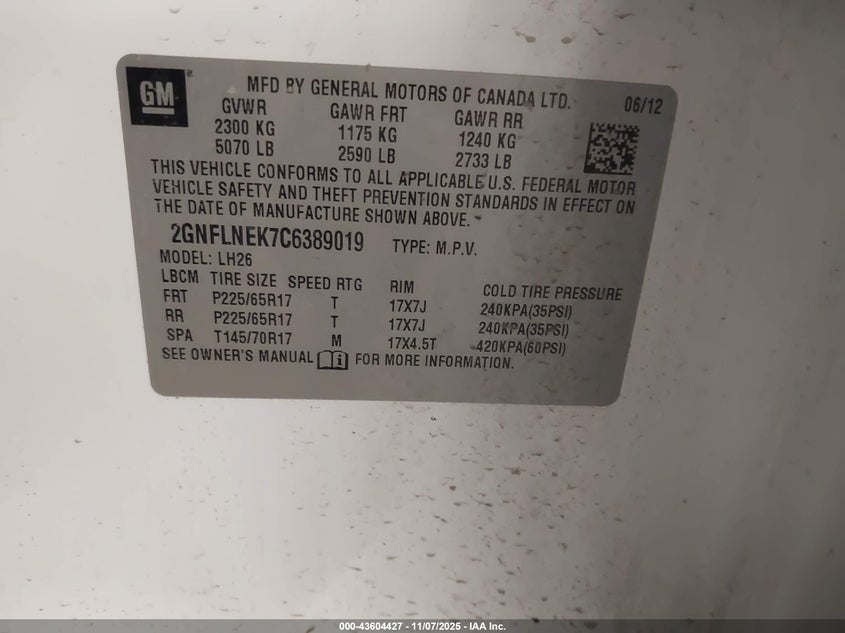 GM
®
MFD BY GENERAL MOTORS OF CANADA LTD. 06/12
GVWR GAWR FRT GAWR RR
2300 KG 1175 KG 1240 KG
5070 LB 2590 LB 2733 LB
THIS VEHICLE CONFORMS TO ALL APPLICABLE U.S. FEDERAL MOTOR
VEHICLE SAFETY AND THEFT PREVENTION STANDARDS IN EFFECT ON
THE DATE OF MANUFACTURE SHOWN ABOVE.
2GNFLNEK7C6389019 TYPE: M.P.V.
MODEL: LH26
LBCM TIRE SIZE SPEED RTG RIM COLD TIRE PRESSURE
FRT P225/65R17 T 17X7J 240KPA(35PSI)
RR P225/65R17 T 17X7J 240KPA(35PSI)
SPA T145/70R17 M 17X4.5T 420KPA(60PSI)
SEE OWNER'S MANUAL i FOR MORE INFORMATION.
000-43604427 - 11/07/2025 - IAA Inc.